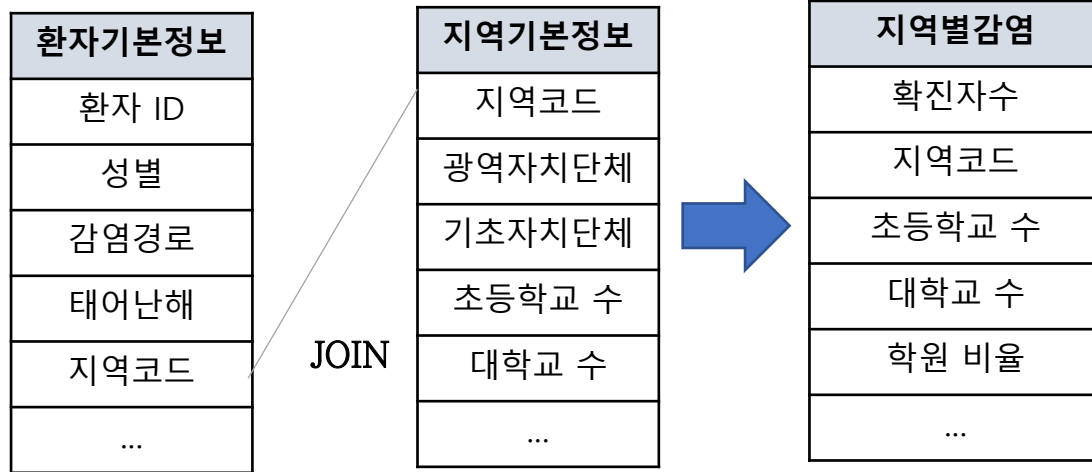 환자기본정보
환자 ID
성별
감염경로
태어난해
지역코드
...
JOIN
지역기본정보
지역코드
광역자치단체
기초자치단체
초등학교 수
대학교 수
...
지역별감염
확진자수
지역코드
초등학교 수
대학교 수
학원 비율
...